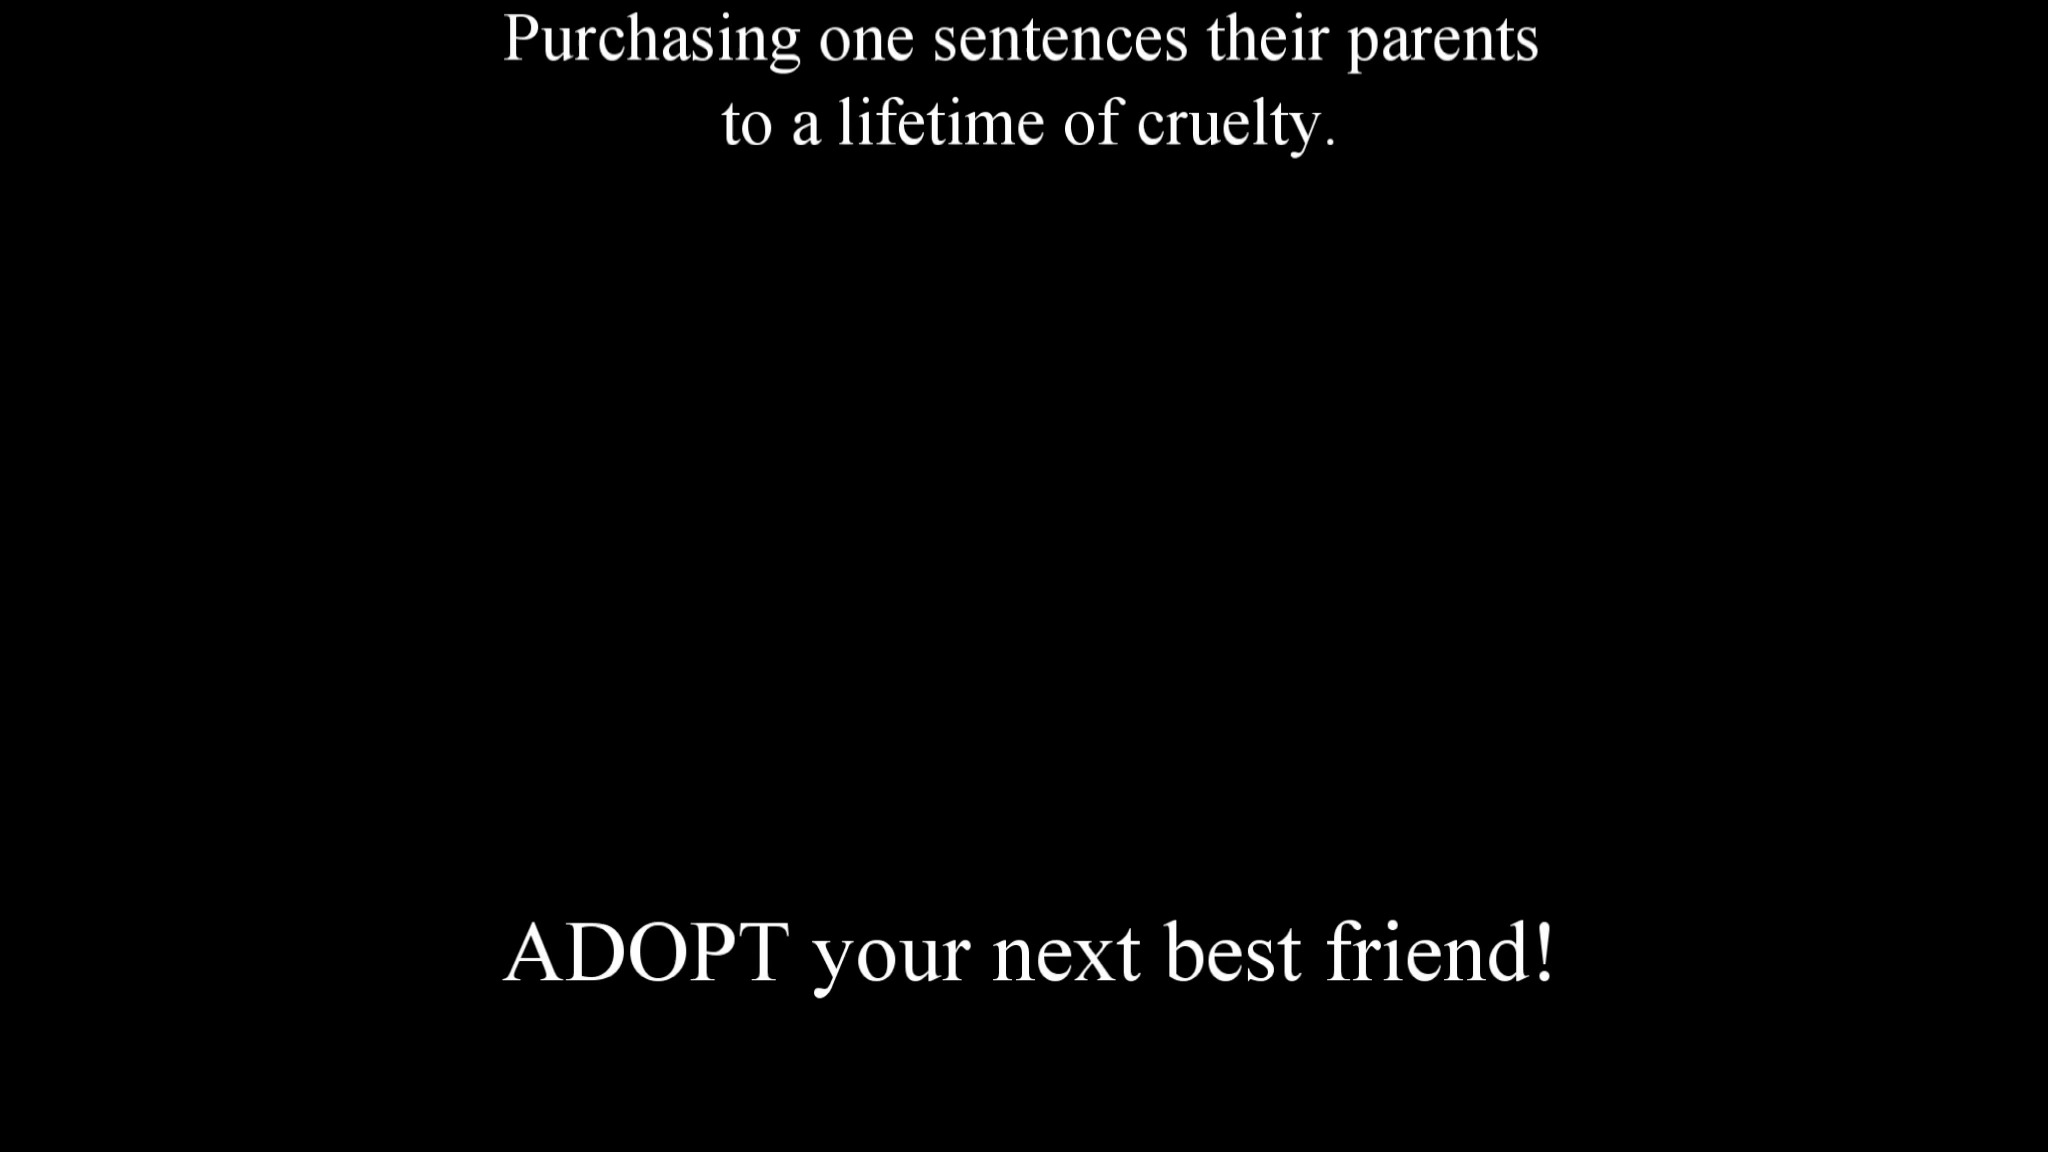 Purchasing one sentences their parents
to a lifetime of cruelty.
ADOPT your next best friend!